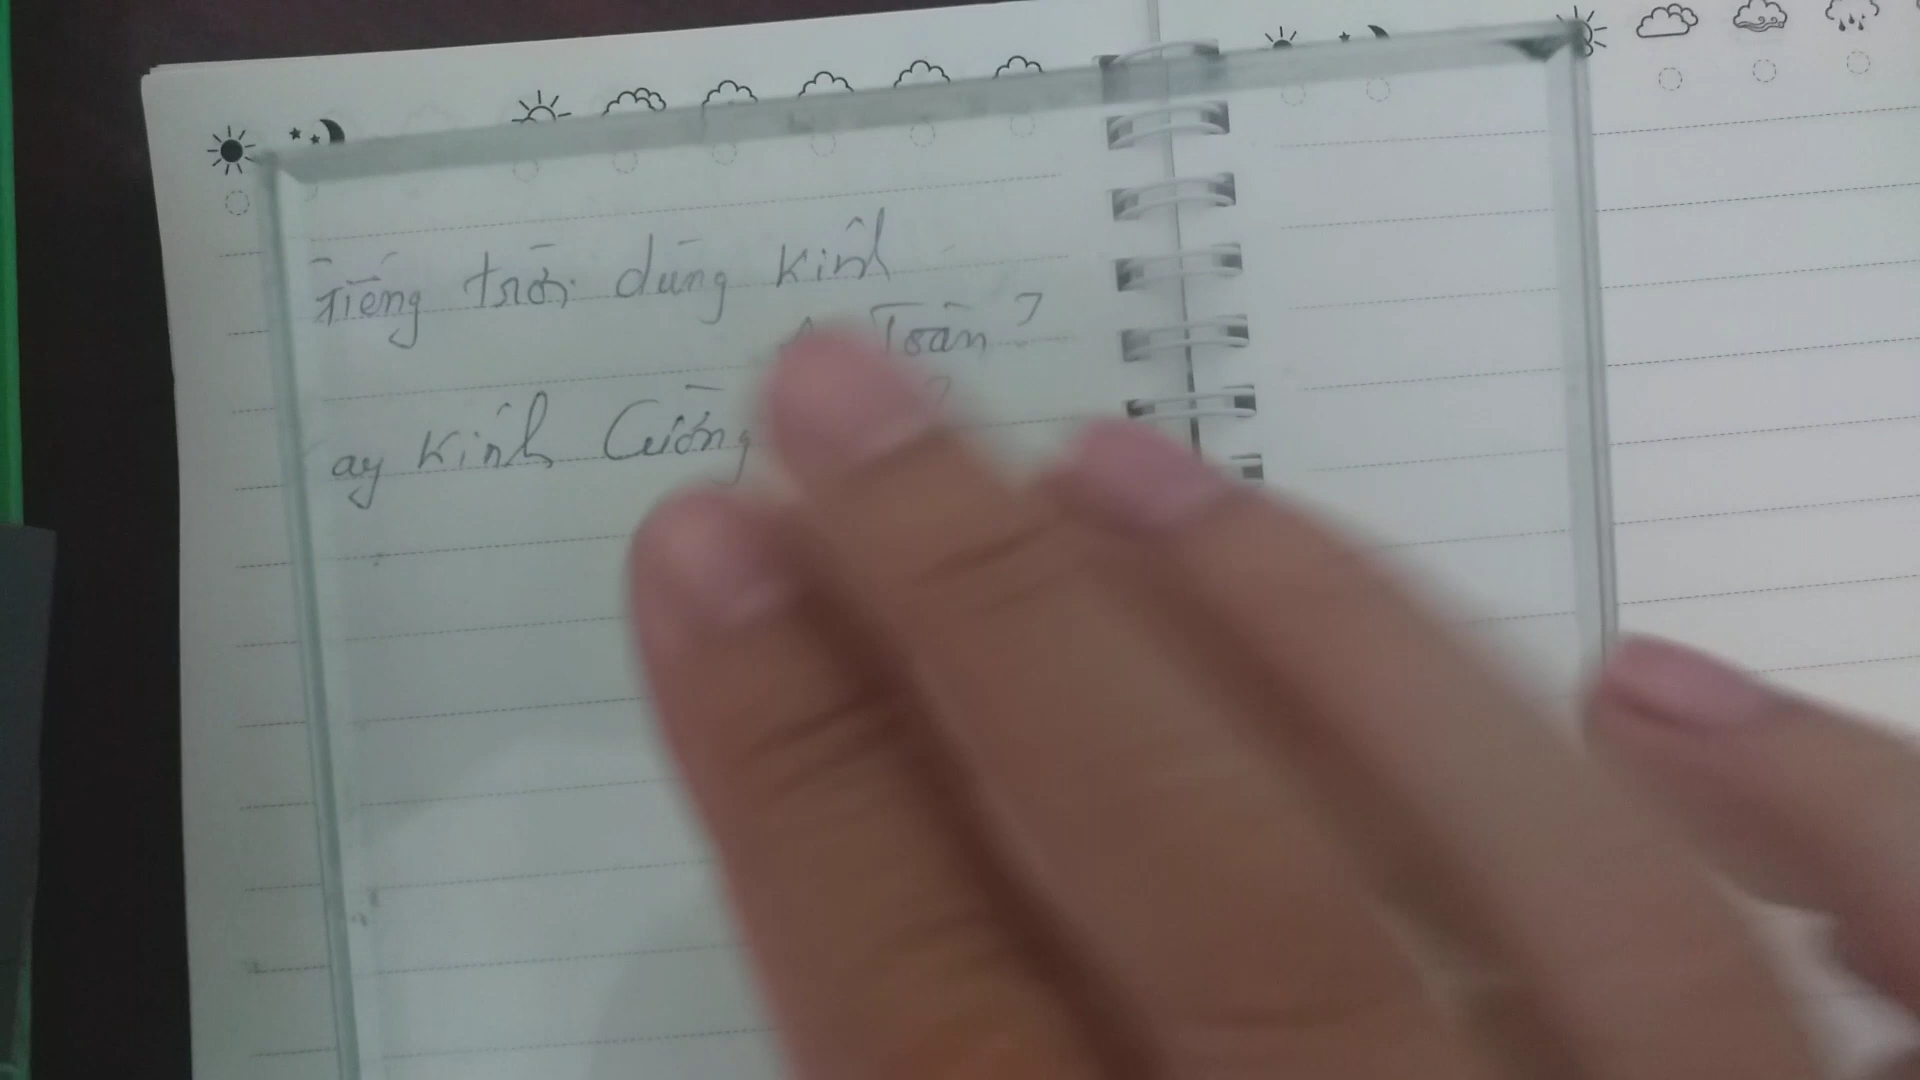 Tiếng trời dùng Kính
Toàn?
ay Kính Cường